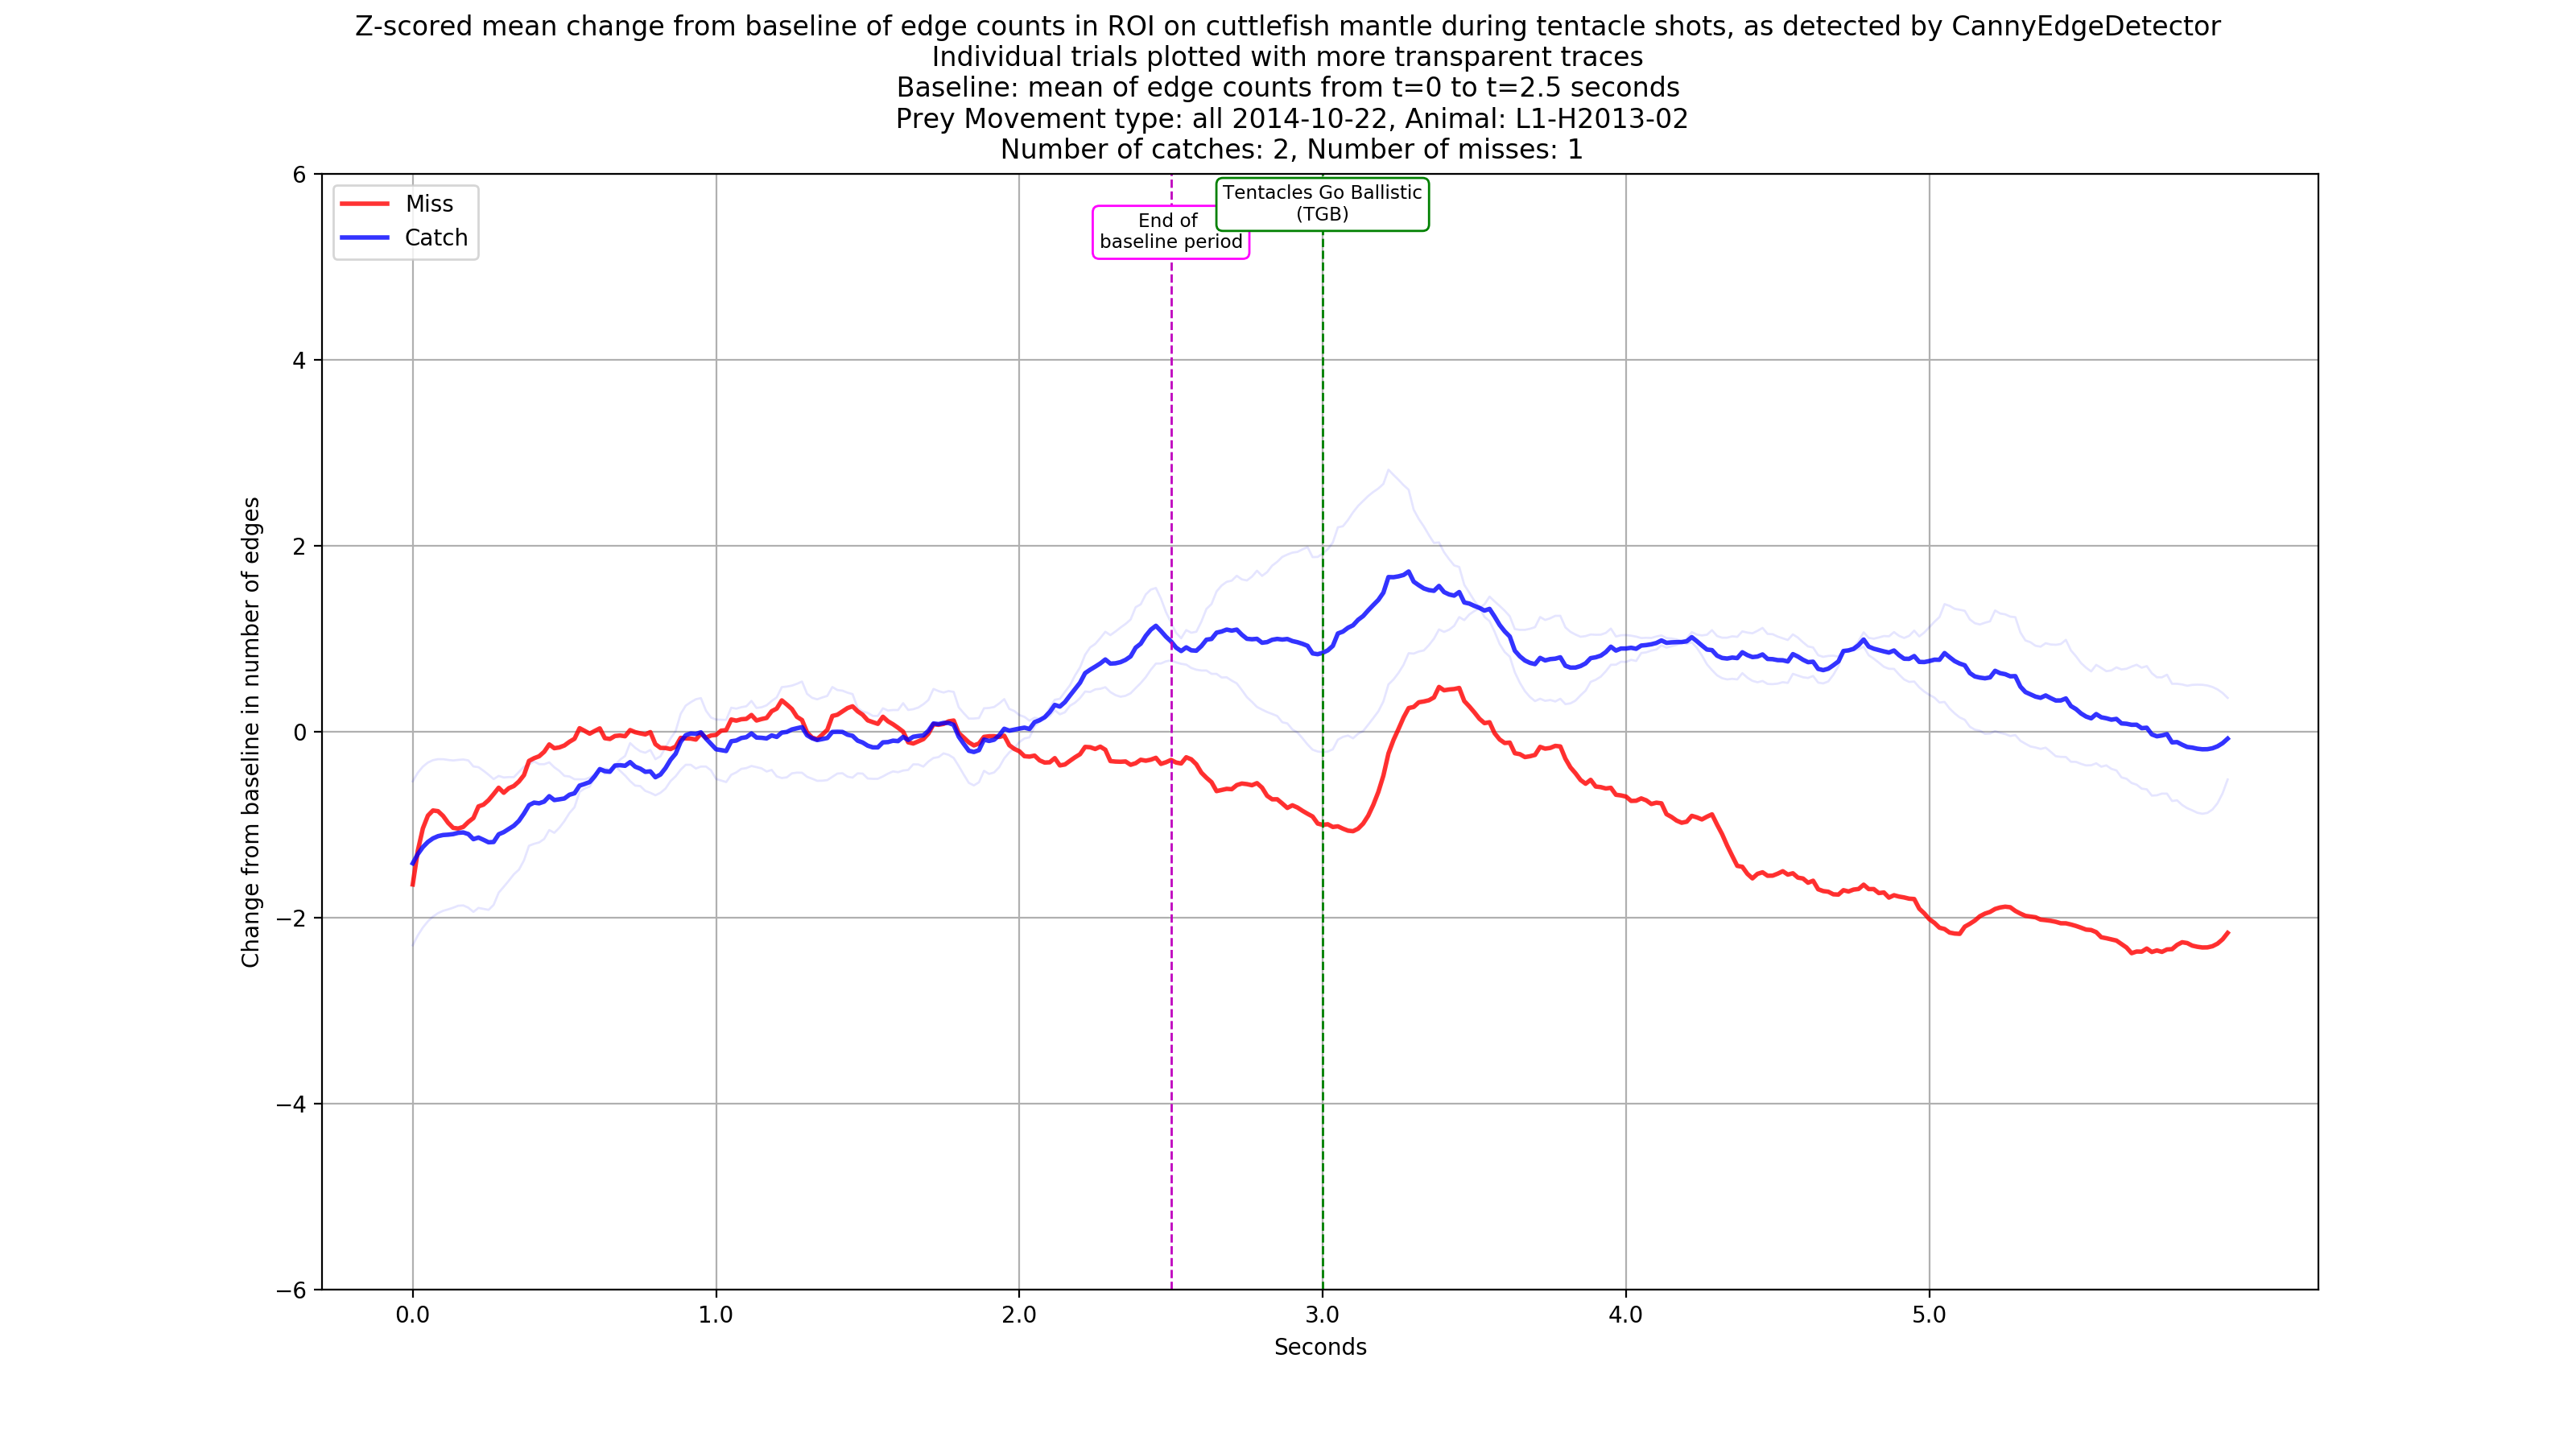 Z-scored mean change from baseline of edge counts in ROI on cuttlefish mantle during tentacle shots, as detected by CannyEdgeDetector
Individual trials plotted with more transparent traces
Baseline: mean of edge counts from t=0 to t=2.5 seconds
Prey Movement type: all 2014-10-22, Animal: L1-H2013-02
Number of catches: 2, Number of misses: 1
Miss
Catch
End of
baseline period
Tentacles Go Ballistic
(TGB)
Change from baseline in number of edges
6
4
2
0
−2
−4
−6
0.0
1.0
2.0
3.0
4.0
5.0
Seconds